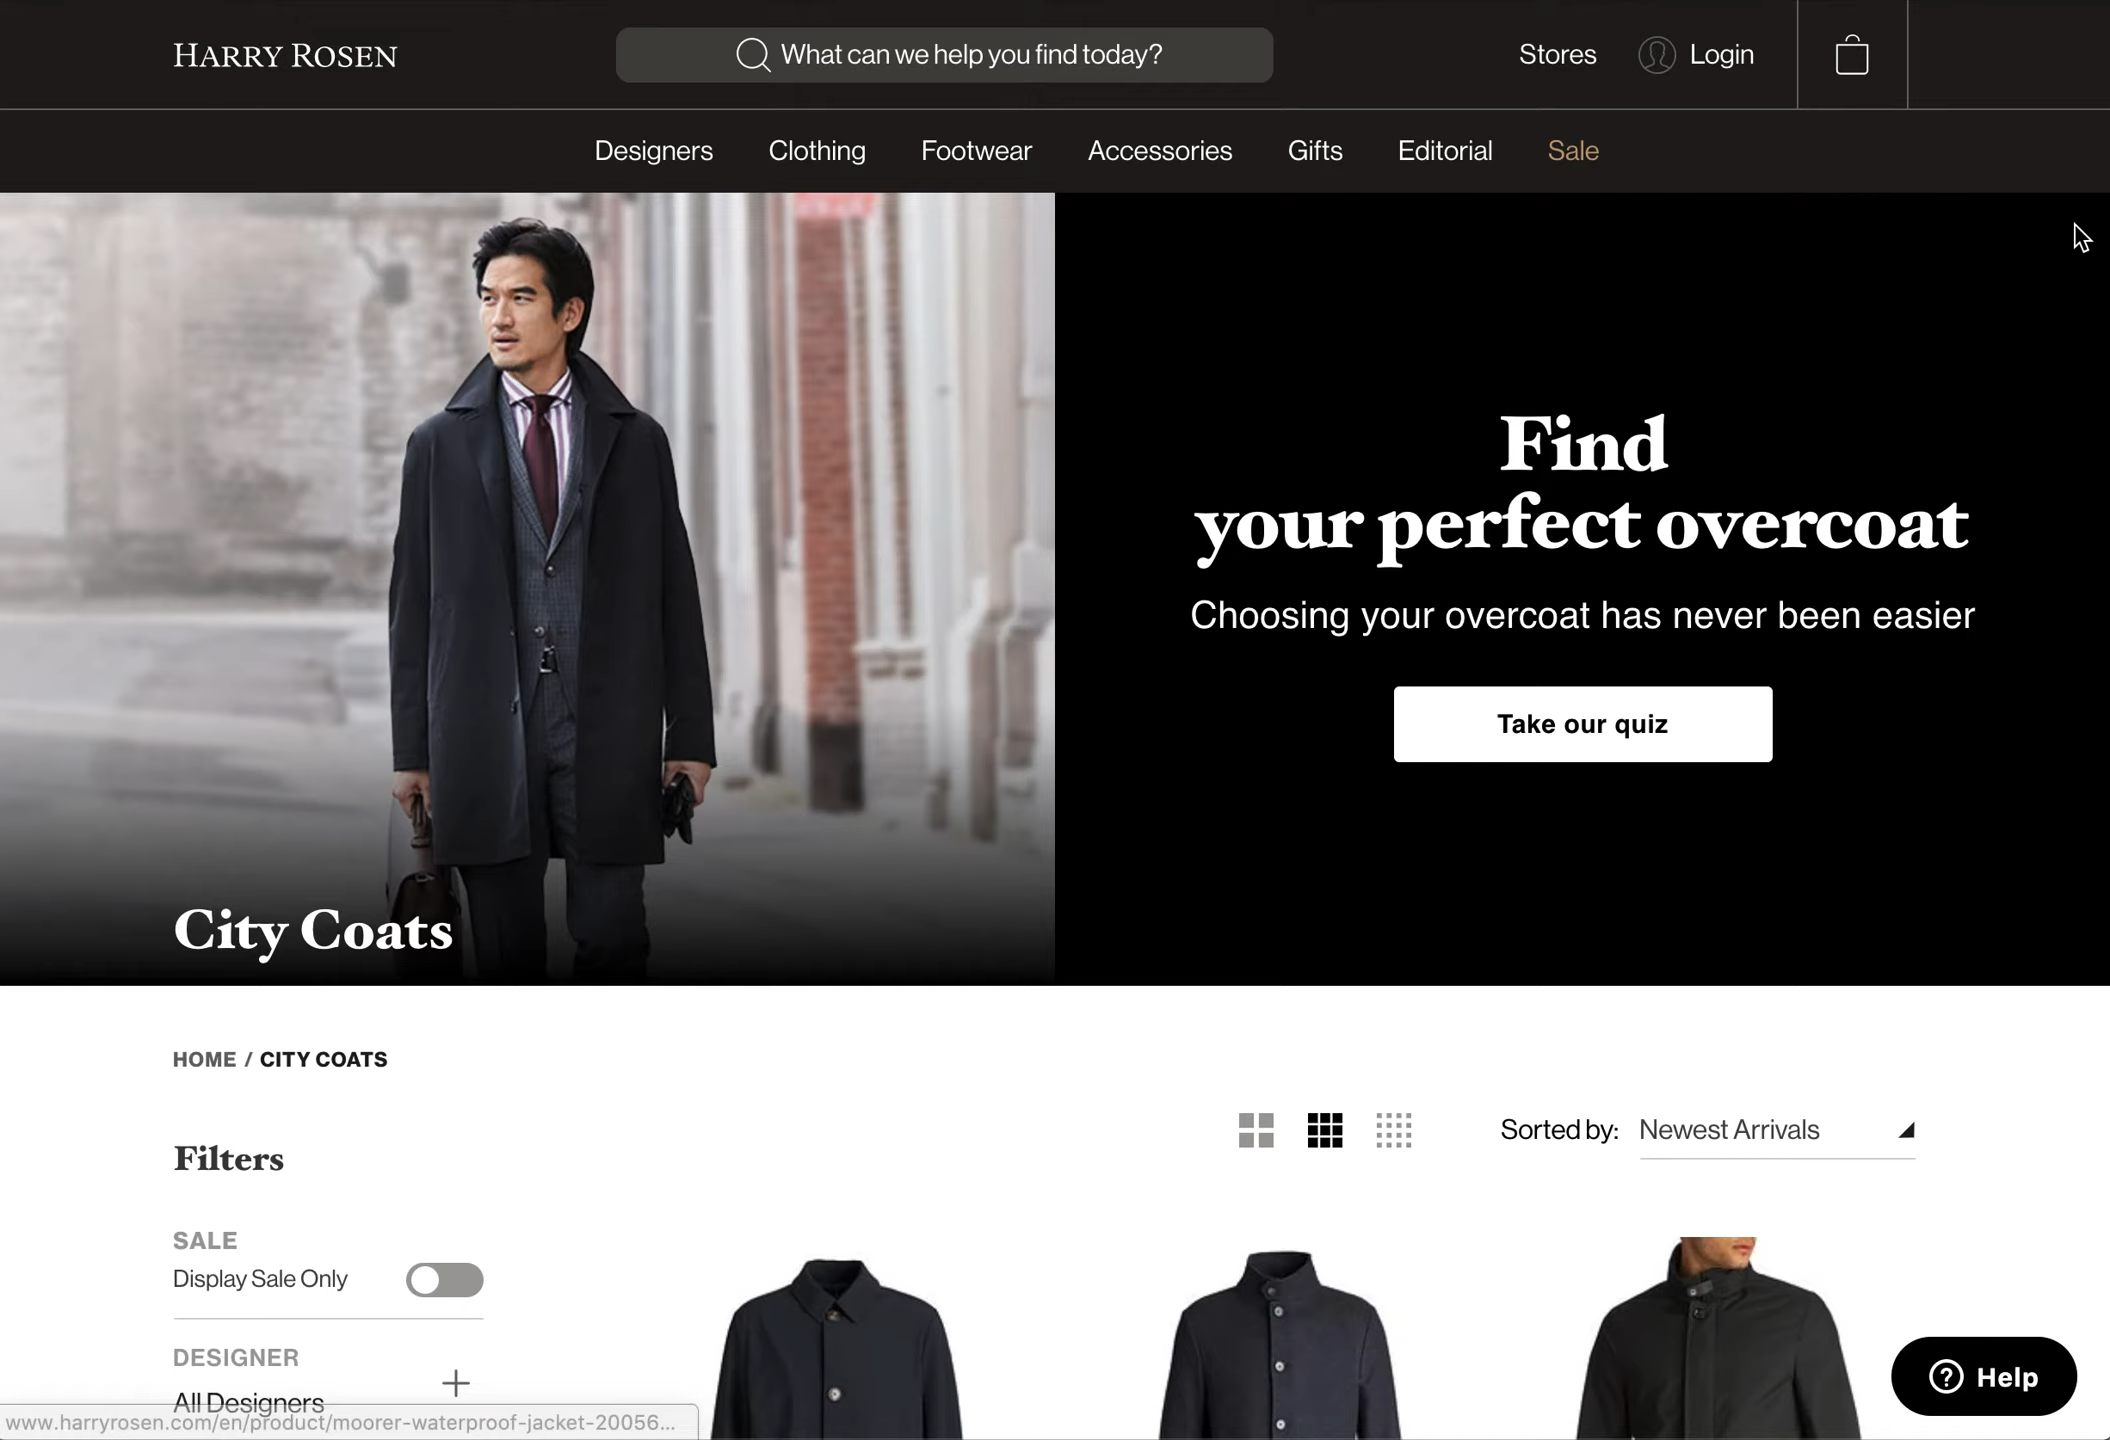 HARRY ROSEN
What can we help you find today?
Stores
Login
Designers
Clothing
Footwear
Accessories
Gifts
Editorial
Sale
Find
your perfect overcoat
Choosing your overcoat has never been easier
Take our quiz
City Coats
HOME / CITY COATS
Sorted by: Newest Arrivals
Filters
SALE
Display Sale Only
DESIGNER
All Designers
? Help
www.harryrosen.com/en/product/moorer-waterproof-jacket-20056...